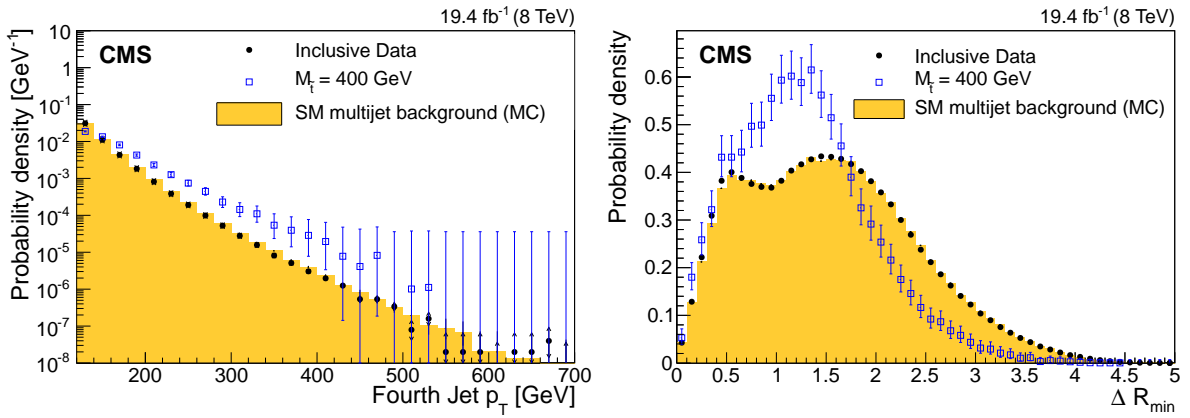 19.4 fb⁻¹ (8 TeV)
Probability density [GeV⁻¹]
10
1
10⁻¹
10⁻²
10⁻³
10⁻⁴
10⁻⁵
10⁻⁶
10⁻⁷
10⁻⁸
CMS
Inclusive Data
M_t̃ = 400 GeV
SM multijet background (MC)
200 300 400 500 600 700
Fourth Jet p_T [GeV]
19.4 fb⁻¹ (8 TeV)
Probability density
0.6
0.5
0.4
0.3
0.2
0.1
0
CMS
Inclusive Data
M_t̃ = 400 GeV
SM multijet background (MC)
0 0.5 1 1.5 2 2.5 3 3.5 4 4.5 5
Δ R_min